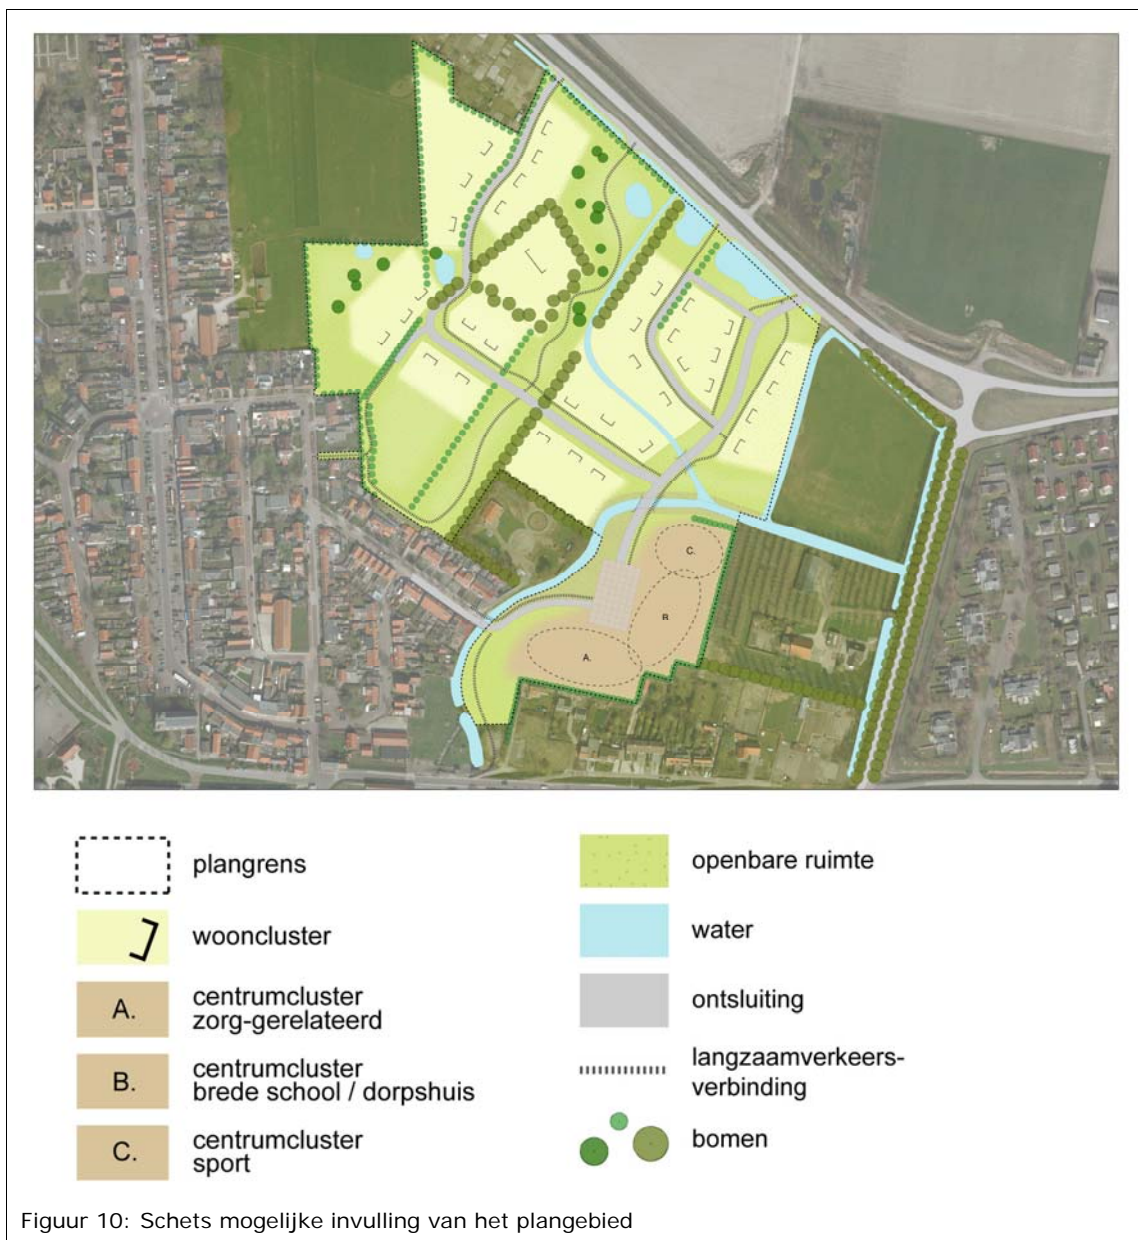 C.
B.
A.
plangrens
wooncluster
A.
centrumcluster
zorg-gerelateerd
B.
centrumcluster
brede school / dorpshuis
C.
centrumcluster
sport
openbare ruimte
water
ontsluiting
langzaamverkeers-
verbinding
bomen
Figuur 10: Schets mogelijke invulling van het plangebied